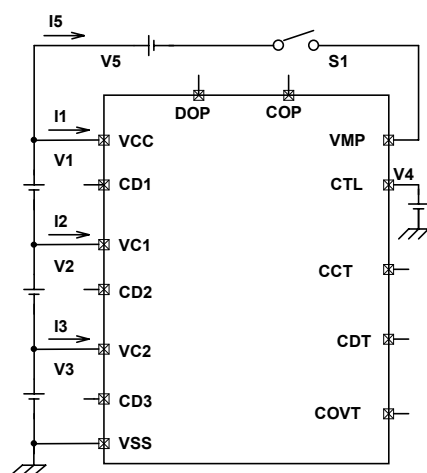 I5
V5
S1
DOP
COP
I1
VCC
VMP
V1
CD1
CTL
V4
I2
VC1
V2
CCT
CD2
I3
VC2
CDT
V3
CD3
COVT
VSS